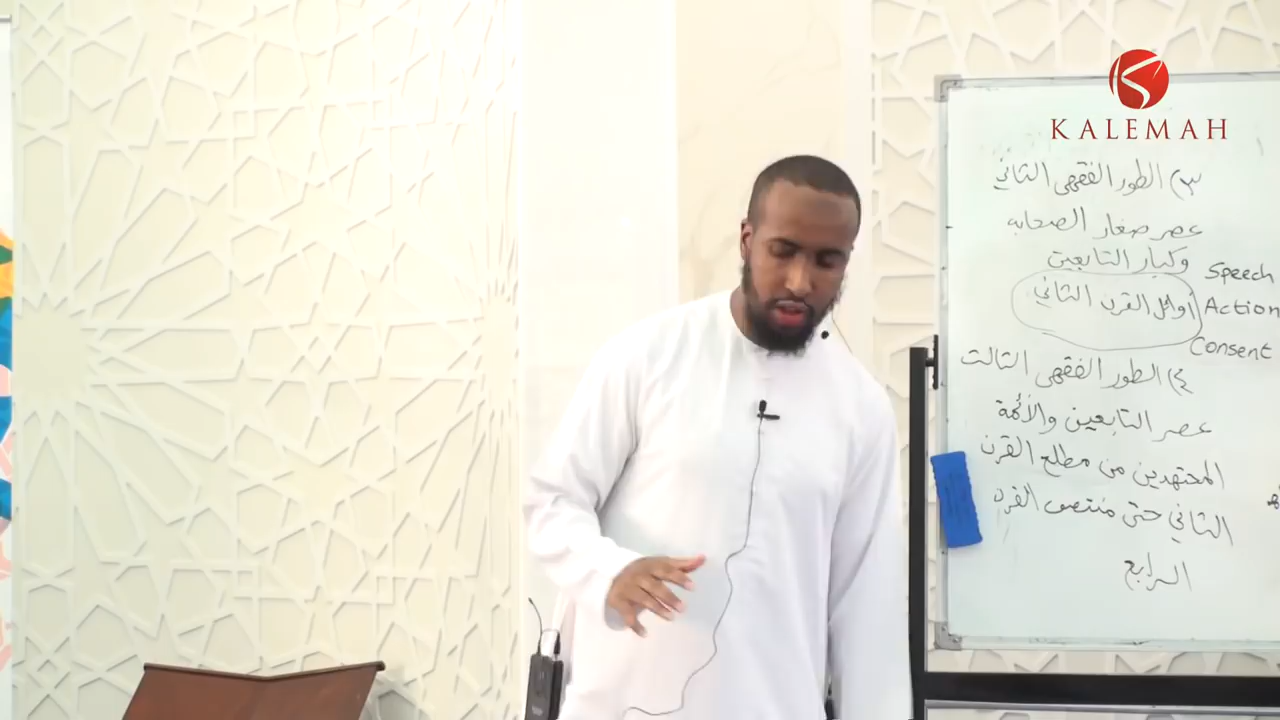 KALEMAH
٣) الطور الفقهي الثاني
عصر صغار الصحابه
وكبار التابعين
أوائل القرن الثاني
Speech
Action
Consent
٤) الطور الفقهي الثالث
عصر التابعين والأئمة
المجتهدين من مطلع القرن
الثاني حتى منتصف القرن
الرابع